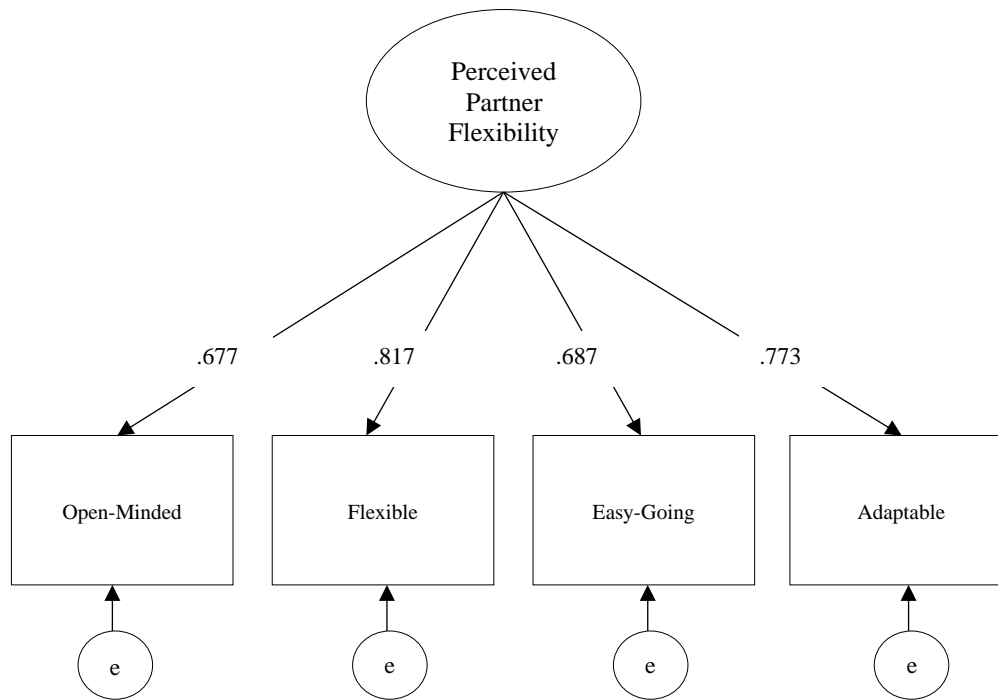 Perceived
Partner
Flexibility
.677 .817 .687 .773
Open-Minded Flexible Easy-Going Adaptable
e e e e